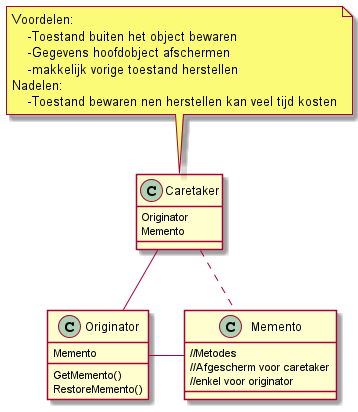 Voordelen:
-Toestand buiten het object bewaren
-Gegevens hoofdobject afschermen
-makkelijk vorige toestand herstellen
Nadelen:
-Toestand bewaren nen herstellen kan veel tijd kosten
C Caretaker
Originator
Memento
C Originator
Memento
GetMemento()
RestoreMemento()
C Memento
//Metodes
//Afgescherm voor caretaker
//enkel voor originator